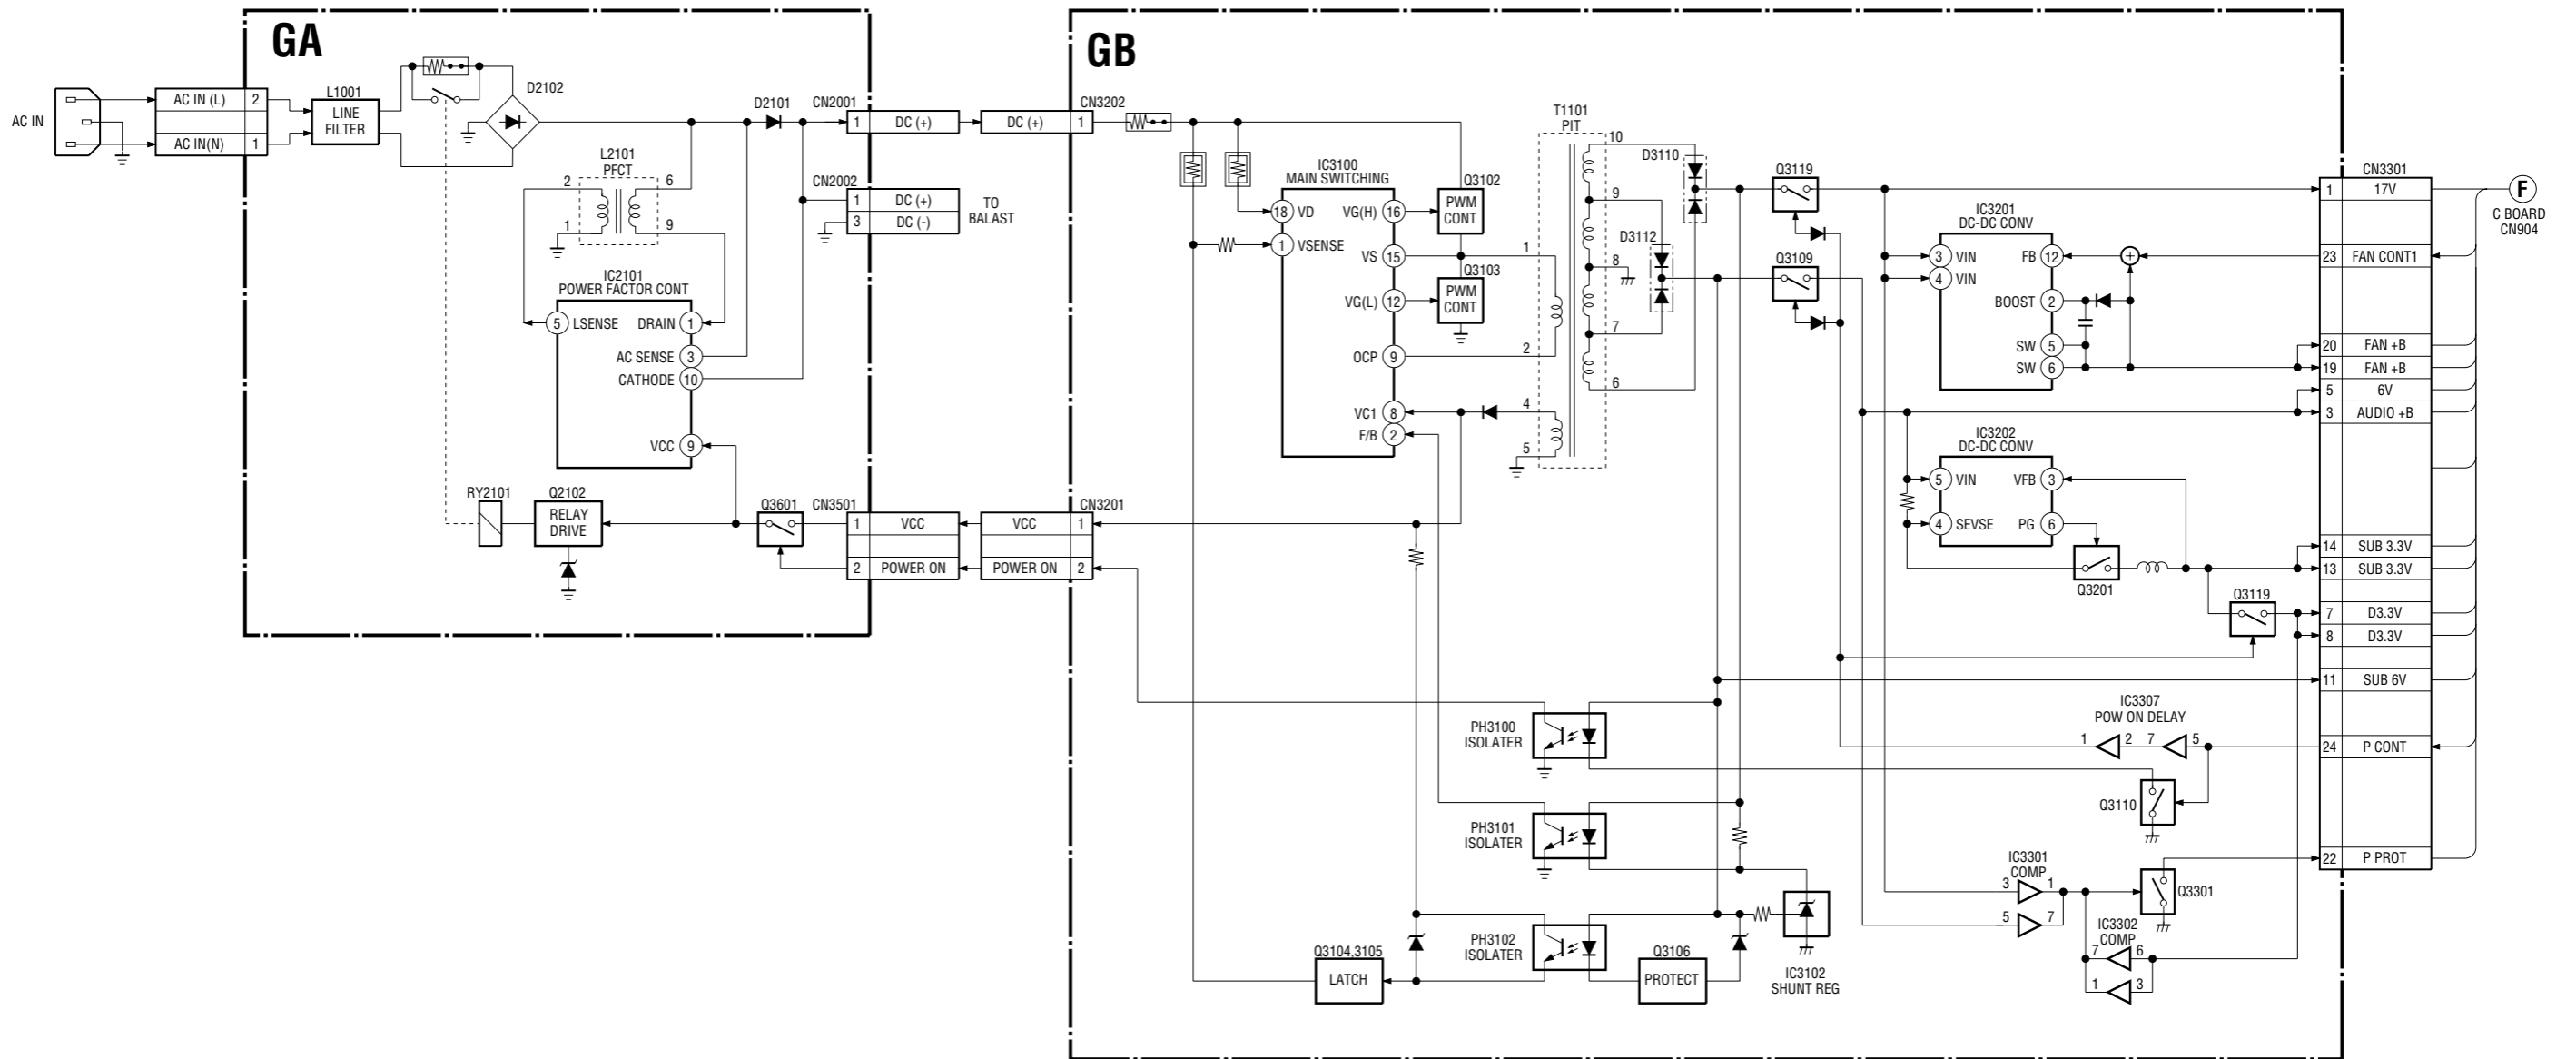 GA
AC IN
AC IN (L) 2
AC IN(N) 1
L1001
LINE
FILTER
D2102
D2101
CN2001
1 DC (+)
CN2002
1 DC (+)
3 DC (-)
TO
BALAST
L2101
PFCT
2
6
1
9
IC2101
POWER FACTOR CONT
5 LSENSE
DRAIN 1
AC SENSE 3
CATHODE 10
VCC 9
RY2101
Q2102
RELAY
DRIVE
Q3601
CN3501
1 VCC
2 POWER ON
GB
CN3202
DC (+) 1
CN3201
VCC 1
POWER ON 2
IC3100
MAIN SWITCHING
18 VD
VG(H) 16
1 VSENSE
VS 15
VG(L) 12
OCP 9
VC1 8
F/B 2
Q3102
PWM
CONT
Q3103
PWM
CONT
T1101
PIT
1
2
4
5
10
9
8
7
6
D3110
D3112
Q3119
Q3109
IC3201
DC-DC CONV
3 VIN
FB 12
4 VIN
BOOST 2
SW 5
SW 6
IC3202
DC-DC CONV
5 VIN
VFB 3
4 SEVSE
PG 6
Q3201
Q3119
CN3301
1 17V
23 FAN CONT1
20 FAN +B
19 FAN +B
5 6V
3 AUDIO +B
14 SUB 3.3V
13 SUB 3.3V
7 D3.3V
8 D3.3V
11 SUB 6V
24 P CONT
22 P PROT
F
C BOARD
CN904
IC3307
POW ON DELAY
1 2 7 5
Q3110
PH3100
ISOLATER
PH3101
ISOLATER
PH3102
ISOLATER
Q3104,3105
LATCH
Q3106
PROTECT
IC3102
SHUNT REG
IC3301
COMP
3 1
5 7
IC3302
COMP
7 6
1 3
Q3301